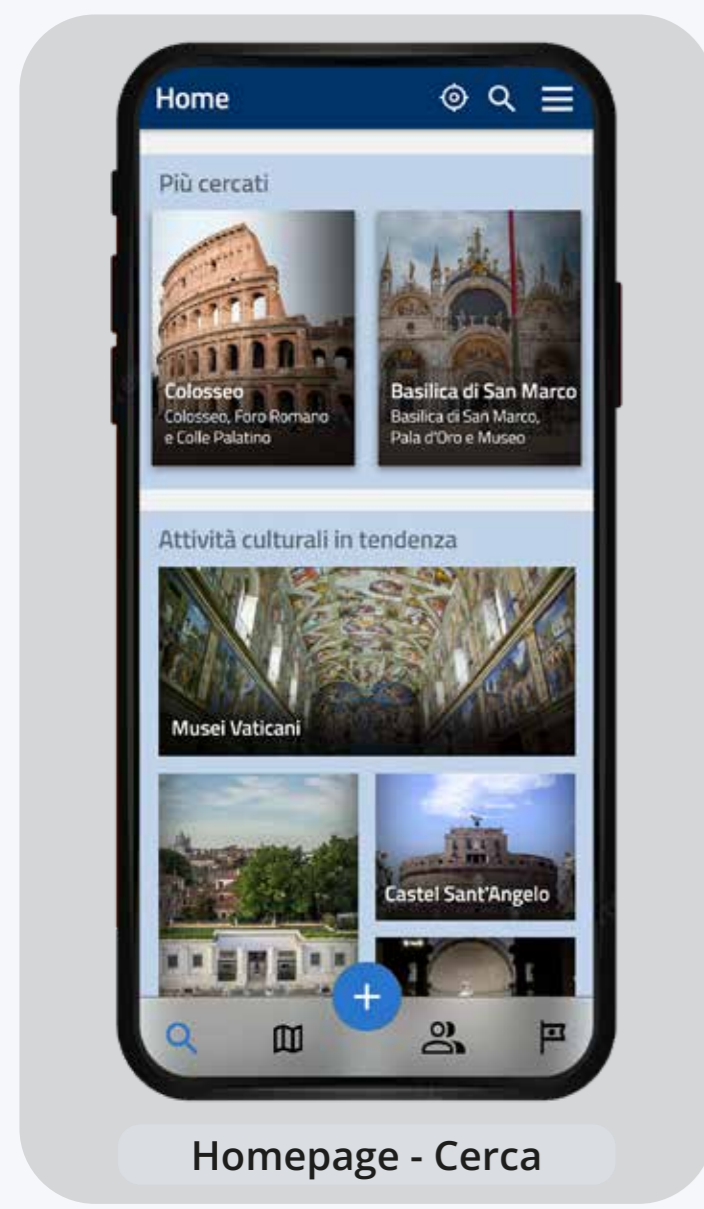 Home
Più cercati
Colosseo
Colosseo, Foro Romano
e Colle Palatino
Basilica di San Marco
Basilica di San Marco,
Pala d'Oro e Museo
Attività culturali in tendenza
Musei Vaticani
Castel Sant'Angelo
Homepage - Cerca